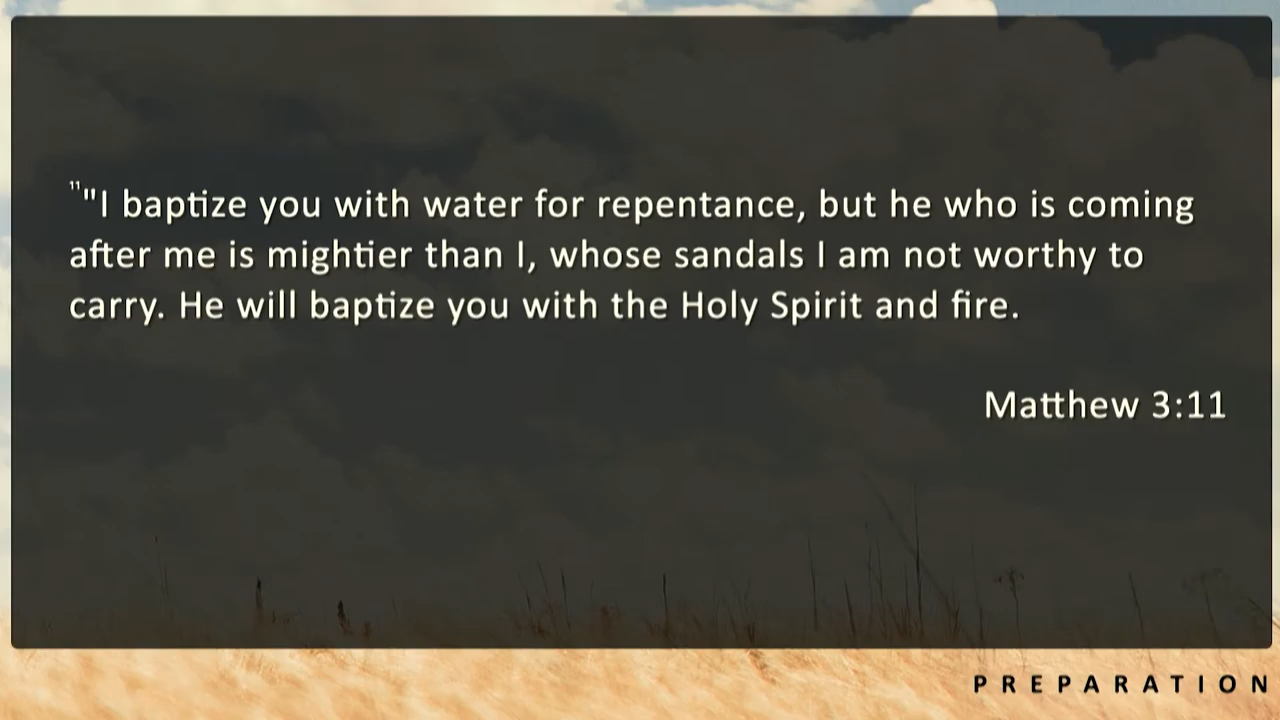 11"I baptize you with water for repentance, but he who is coming
after me is mightier than I, whose sandals I am not worthy to
carry. He will baptize you with the Holy Spirit and fire.
Matthew 3:11
PREPARATION